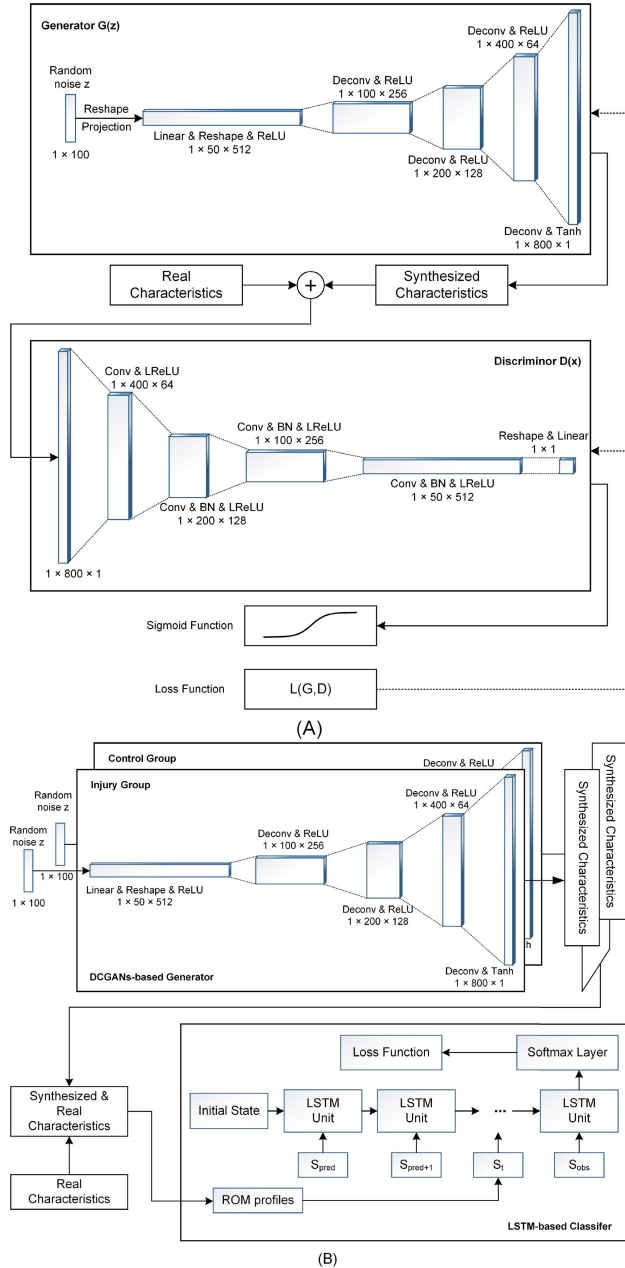 Generator G(z)
Random
noise z
Reshape
Projection
1 × 100
Linear & Reshape & ReLU
1 × 50 × 512
Deconv & ReLU
1 × 100 × 256
Deconv & ReLU
1 × 200 × 128
Deconv & ReLU
1 × 400 × 64
Deconv & Tanh
1 × 800 × 1
Real
Characteristics
+
Synthesized
Characteristics
Discriminor D(x)
1 × 800 × 1
Conv & LReLU
1 × 400 × 64
Conv & BN & LReLU
1 × 200 × 128
Conv & BN & LReLU
1 × 100 × 256
Conv & BN & LReLU
1 × 50 × 512
Reshape & Linear
1 × 1
Sigmoid Function
Loss Function
L(G,D)
(A)
Control Group
Deconv & ReLU
Injury Group
Random
noise z
1 × 100
Random
noise z
1 × 100
Linear & Reshape & ReLU
1 × 50 × 512
Deconv & ReLU
1 × 100 × 256
Deconv & ReLU
1 × 200 × 128
Deconv & ReLU
1 × 400 × 64
Deconv & Tanh
1 × 800 × 1
h
DCGANs-based Generator
Synthesized Characteristics
Synthesized Characteristics
Synthesized &
Real
Characteristics
Real
Characteristics
Loss Function
Softmax Layer
Initial State
LSTM
Unit
LSTM
Unit
...
LSTM
Unit
Spred
Spred+1
St
Sobs
ROM profiles
LSTM-based Classifer
(B)